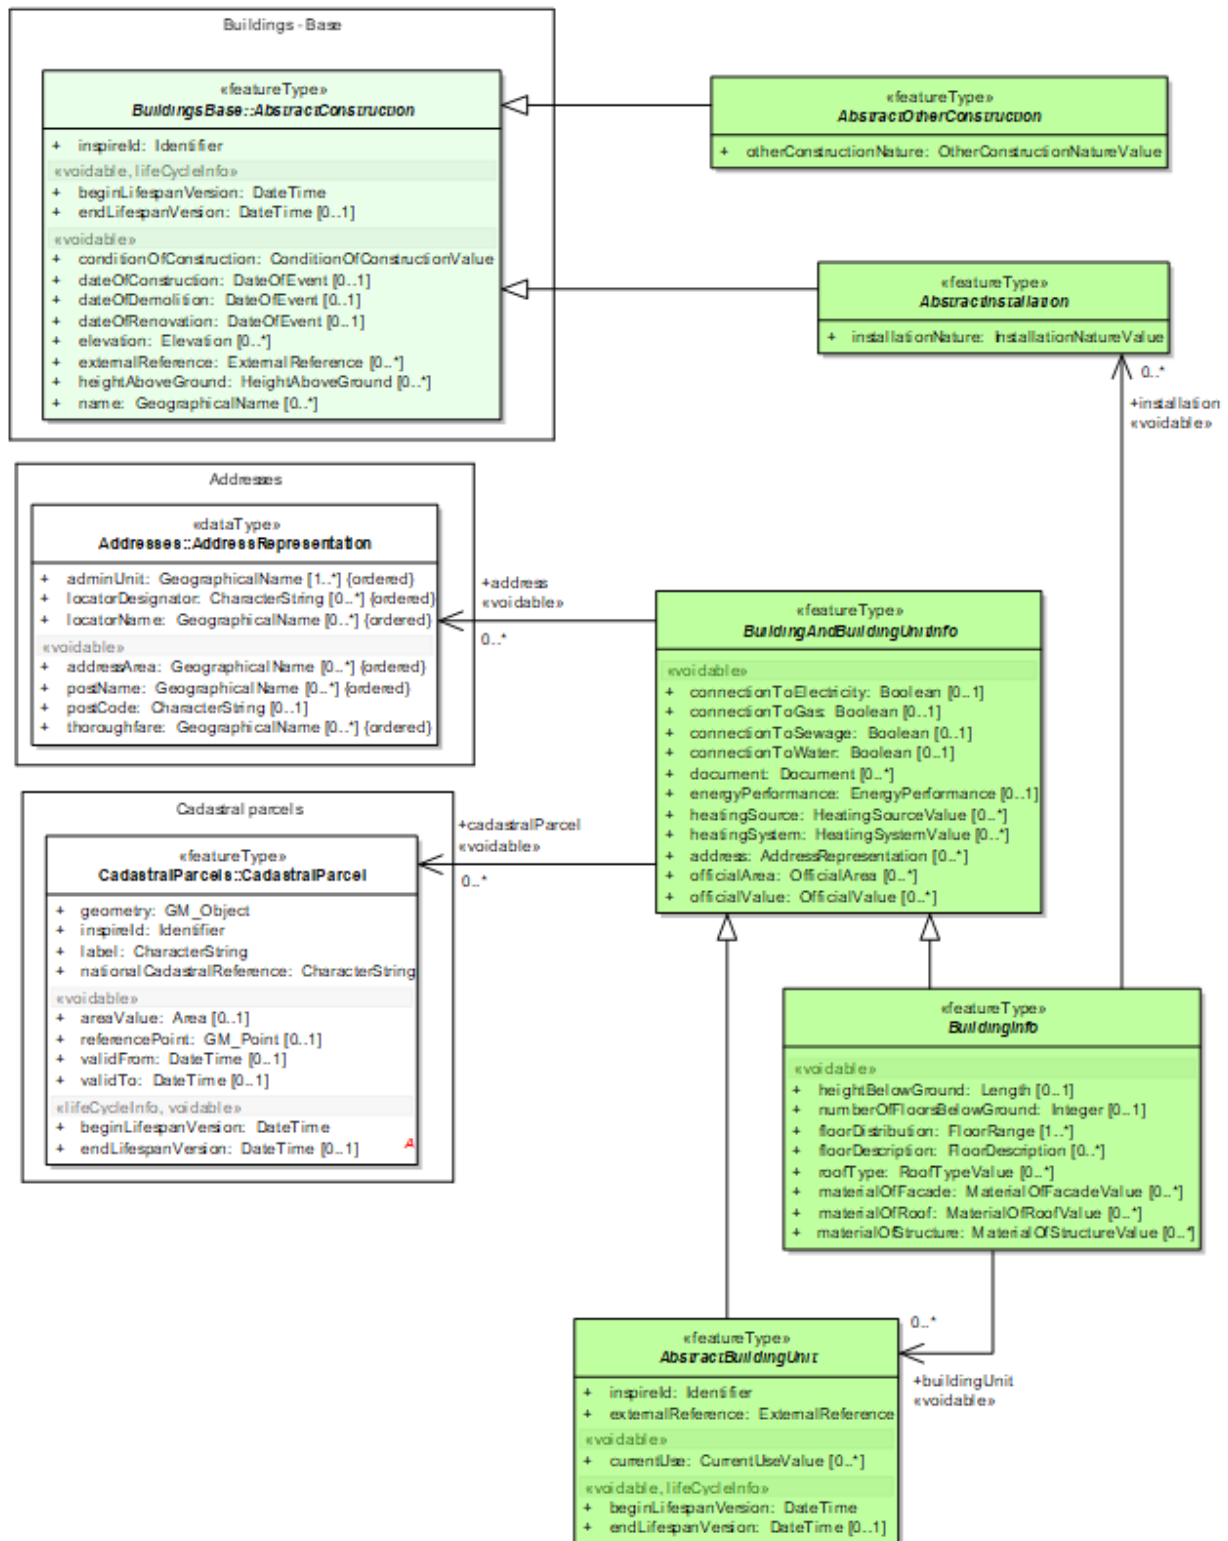 Buildings - Base
«featureType»
BuildingsBase::AbstractConstruction
+ inspireId: Identifier
«voidable, lifeCycleInfo»
+ beginLifespanVersion: DateTime
+ endLifespanVersion: DateTime [0..1]
«voidable»
+ conditionOfConstruction: ConditionOfConstructionValue
+ dateOfConstruction: DateOfEvent [0..1]
+ dateOfDemolition: DateOfEvent [0..1]
+ dateOfRenovation: DateOfEvent [0..1]
+ elevation: Elevation [0..*]
+ externalReference: ExternalReference [0..*]
+ heightAboveGround: HeightAboveGround [0..*]
+ name: GeographicalName [0..*]
«featureType»
AbstractOtherConstruction
+ otherConstructionNature: OtherConstructionNatureValue
«featureType»
AbstractInstallation
+ installationNature: InstallationNatureValue
0..*
+installation
«voidable»
Addresses
«dataType»
Addresses::AddressRepresentation
+ adminUnit: GeographicalName [1..*] {ordered}
+ locatorDesignator: CharacterString [0..*] {ordered}
+ locatorName: GeographicalName [0..*] {ordered}
«voidable»
+ addressArea: GeographicalName [0..*] {ordered}
+ postName: GeographicalName [0..*] {ordered}
+ postCode: CharacterString [0..1]
+ thoroughfare: GeographicalName [0..*] {ordered}
+address
«voidable»
0..*
«featureType»
BuildingAndBuildingUnitInfo
«voidable»
+ connectionToElectricity: Boolean [0..1]
+ connectionToGas: Boolean [0..1]
+ connectionToSewage: Boolean [0..1]
+ connectionToWater: Boolean [0..1]
+ document: Document [0..*]
+ energyPerformance: EnergyPerformance [0..1]
+ heatingSource: HeatingSourceValue [0..*]
+ heatingSystem: HeatingSystemValue [0..*]
+ address: AddressRepresentation [0..*]
+ officialArea: OfficialArea [0..*]
+ officialValue: OfficialValue [0..*]
Cadastral parcels
«featureType»
CadastralParcels::CadastralParcel
+ geometry: GM_Object
+ inspireId: Identifier
+ label: CharacterString
+ nationalCadastralReference: CharacterString
«voidable»
+ areaValue: Area [0..1]
+ referencePoint: GM_Point [0..1]
+ validFrom: DateTime [0..1]
+ validTo: DateTime [0..1]
«lifeCycleInfo, voidable»
+ beginLifespanVersion: DateTime
+ endLifespanVersion: DateTime [0..1]
A
+cadastralParcel
«voidable»
0..*
«featureType»
BuildingInfo
«voidable»
+ heightBelowGround: Length [0..1]
+ numberOfFloorsBelowGround: Integer [0..1]
+ floorDistribution: FloorRange [1..*]
+ floorDescription: FloorDescription [0..*]
+ roofType: RoofTypeValue [0..*]
+ materialOfFacade: MaterialOfFacadeValue [0..*]
+ materialOfRoof: MaterialOfRoofValue [0..*]
+ materialOfStructure: MaterialOfStructureValue [0..*]
0..*
+buildingUnit
«voidable»
«featureType»
AbstractBuildingUnit
+ inspireId: Identifier
+ externalReference: ExternalReference
«voidable»
+ currentUse: CurrentUseValue [0..*]
«voidable, lifeCycleInfo»
+ beginLifespanVersion: DateTime
+ endLifespanVersion: DateTime [0..1]